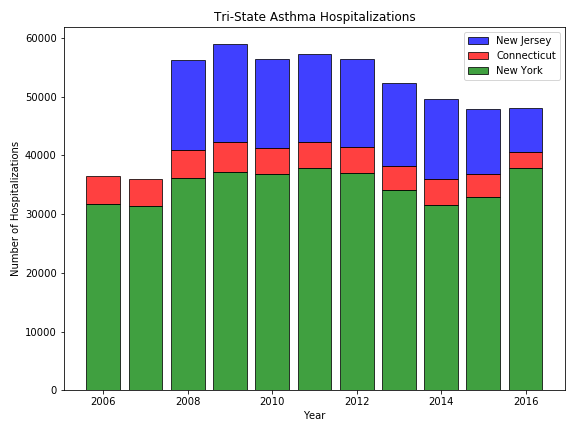 Tri-State Asthma Hospitalizations
60000
50000
40000
30000
20000
10000
0
Number of Hospitalizations
New Jersey
Connecticut
New York
2006
2008
2010
2012
2014
2016
Year